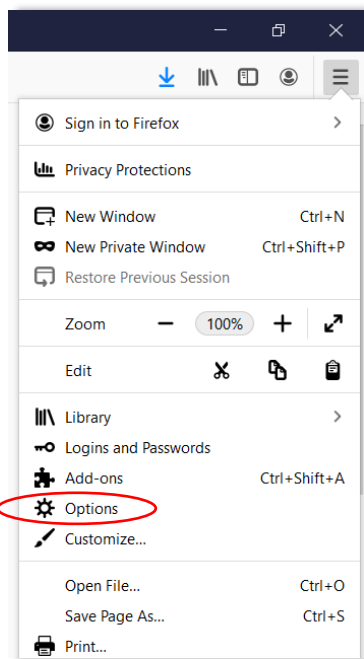 Sign in to Firefox
Privacy Protections
New Window Ctrl+N
New Private Window Ctrl+Shift+P
Restore Previous Session
Zoom 100%
Edit
Library
Logins and Passwords
Add-ons Ctrl+Shift+A
Options
Customize...
Open File... Ctrl+O
Save Page As... Ctrl+S
Print...